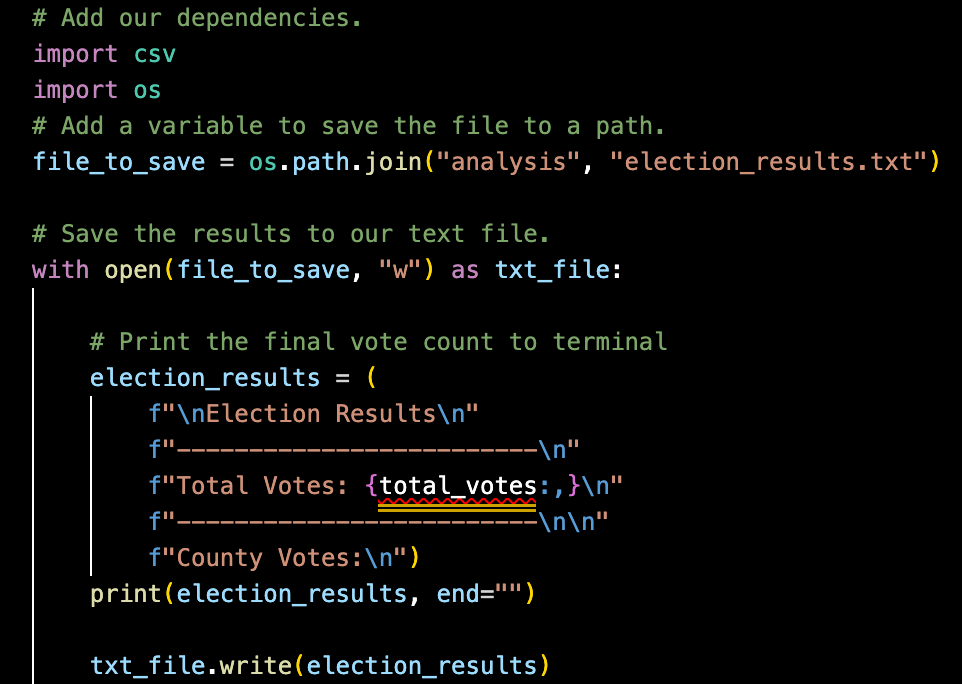 # Add our dependencies.
import csv
import os
# Add a variable to save the file to a path.
file_to_save = os.path.join("analysis", "election_results.txt")
# Save the results to our text file.
with open(file_to_save, "w") as txt_file:
# Print the final vote count to terminal
election_results = (
f"\nElection Results\n"
f"-------------------------\n"
f"Total Votes: {total_votes:,}\n"
f"-------------------------\n\n"
f"County Votes:\n")
print(election_results, end="")
txt_file.write(election_results)